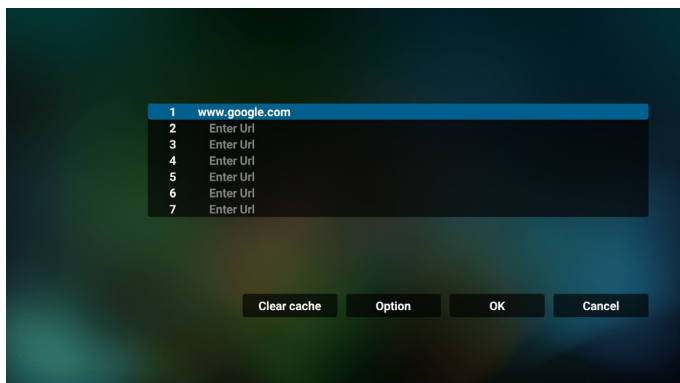 1 www.google.com
2 Enter Url
3 Enter Url
4 Enter Url
5 Enter Url
6 Enter Url
7 Enter Url
Clear cache Option OK Cancel